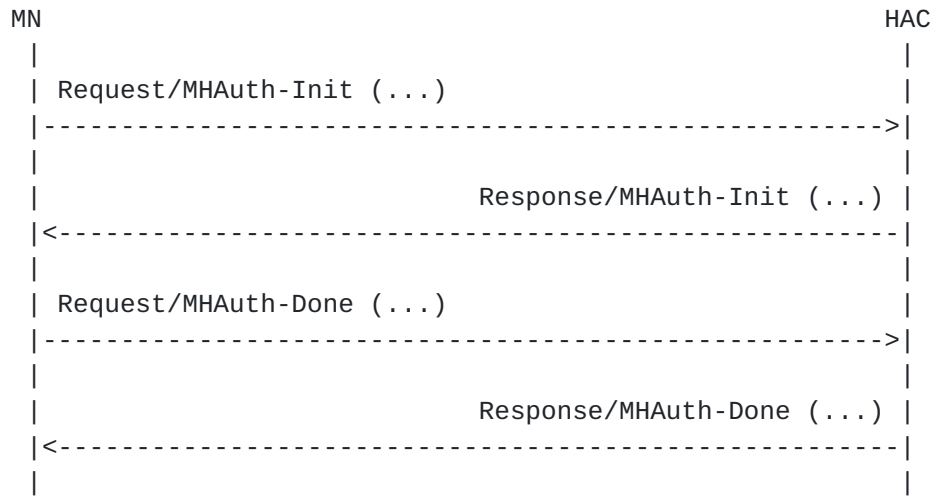 MN HAC
Request/MHAuth-Init (...)
Response/MHAuth-Init (...)
Request/MHAuth-Done (...)
Response/MHAuth-Done (...)